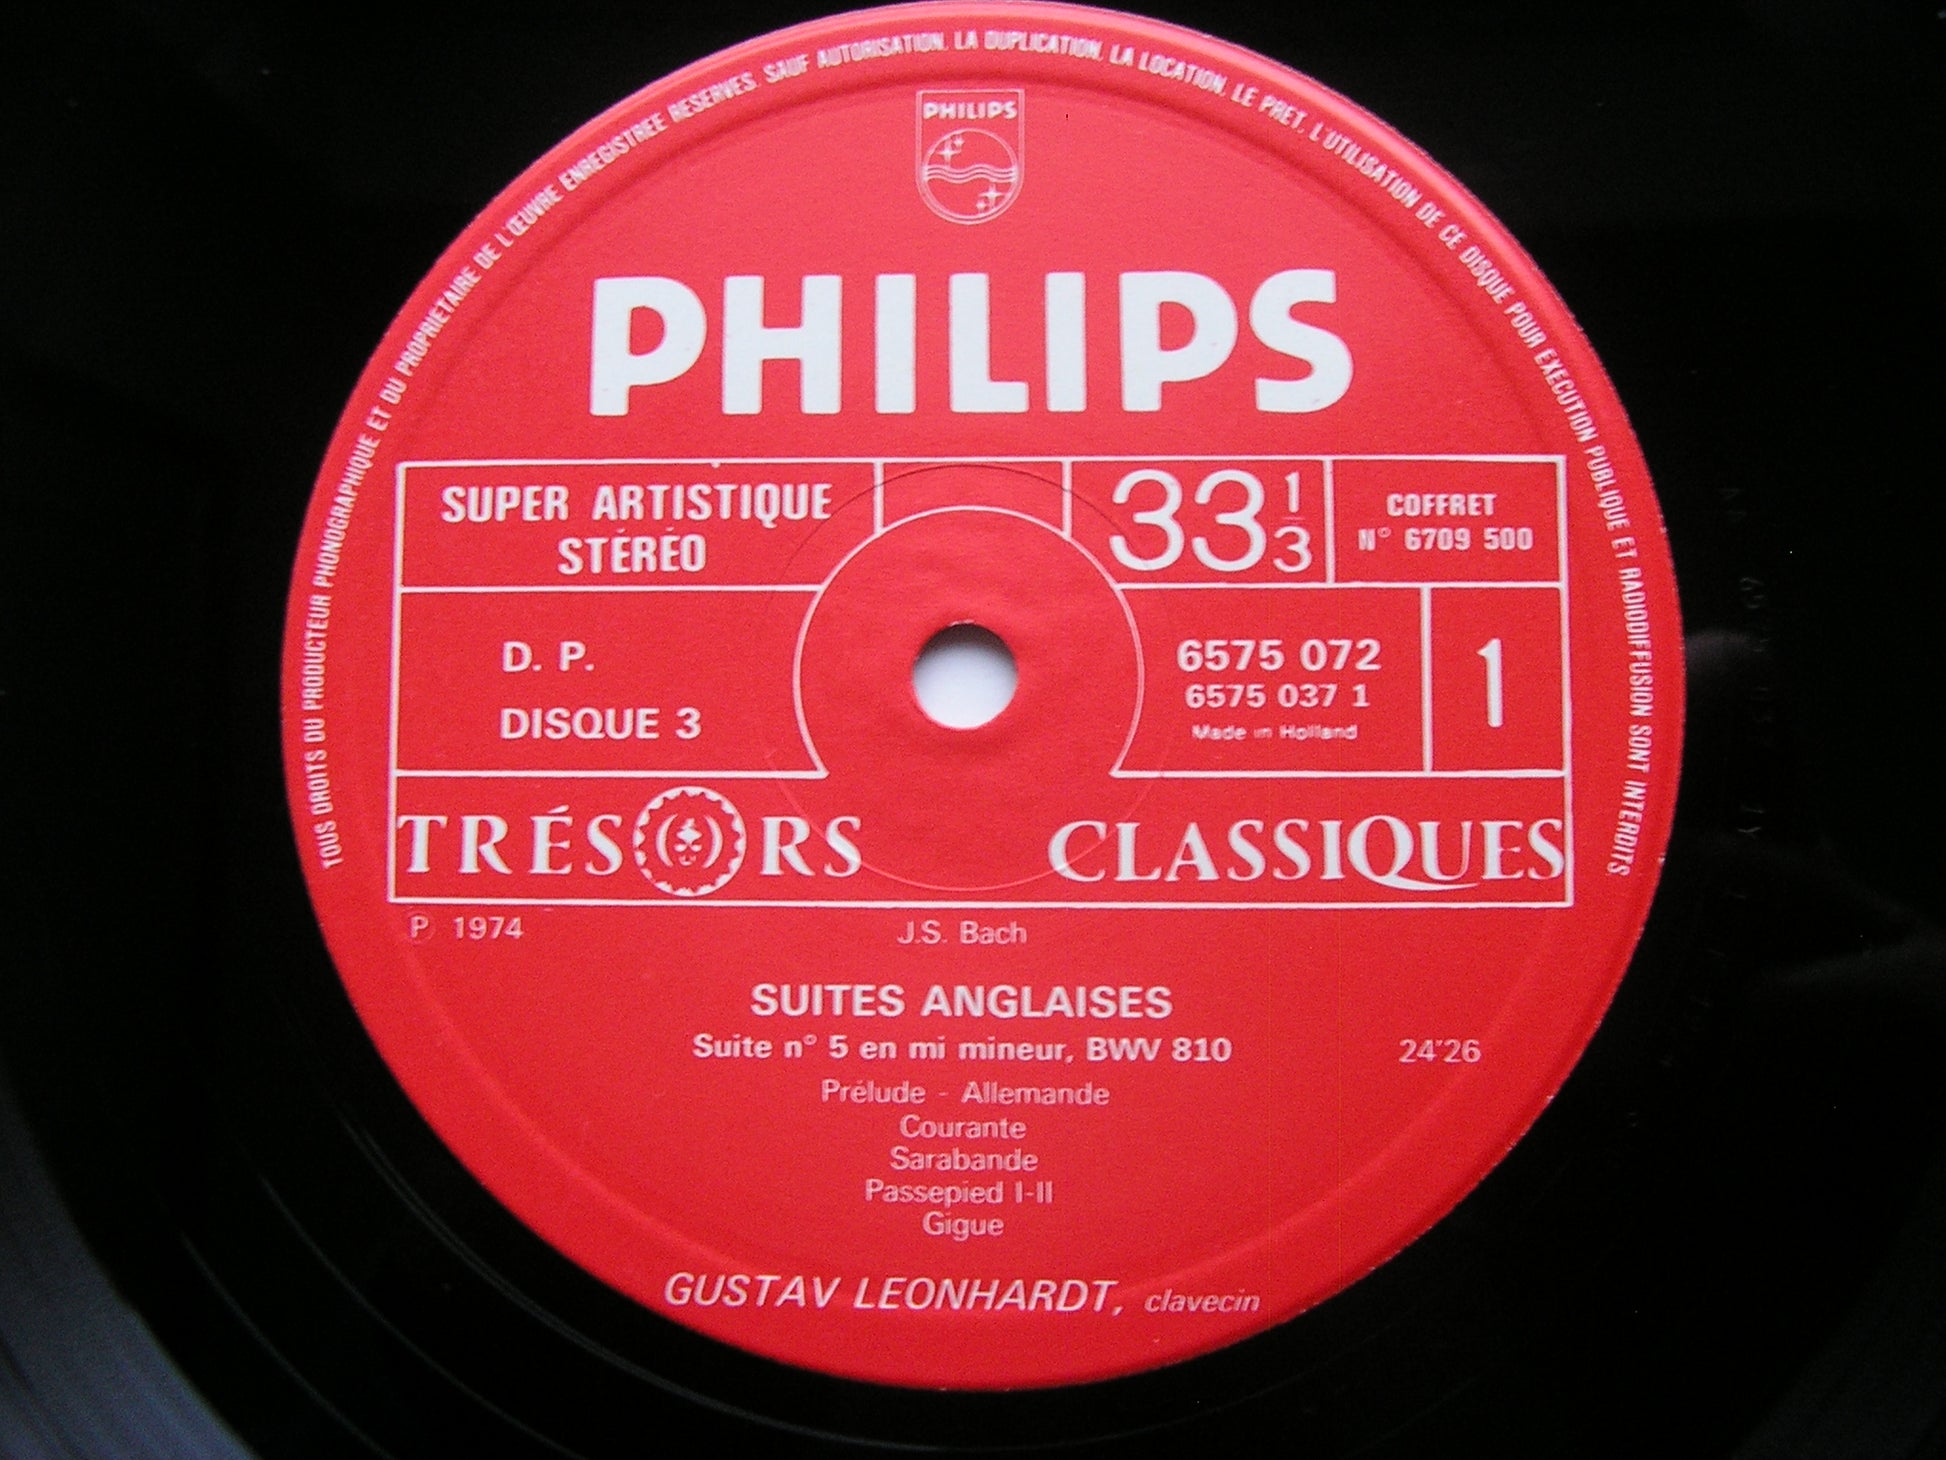 TOUS DROITS DU PRODUCTEUR PHONOGRAPHIQUE ET DU PROPRIETAIRE DE L'ŒUVRE ENREGISTREE RESERVES. SAUF AUTORISATION, LA DUPLICATION, LA LOCATION, LE PRET, L'UTILISATION DE CE DISQUE POUR EXECUTION PUBLIQUE ET RADIODIFFUSION SONT INTERDITS
PHILIPS
PHILIPS
SUPER ARTISTIQUE
STÉRÉO
33 1/3
COFFRET
N° 6709 500
D. P.
DISQUE 3
6575 072
6575 037 1
Made in Holland
1
TRÉSORS CLASSIQUES
℗ 1974
J.S. Bach
SUITES ANGLAISES
Suite n° 5 en mi mineur, BWV 810 24'26
Prélude - Allemande
Courante
Sarabande
Passepied I-II
Gigue
GUSTAV LEONHARDT, clavecin